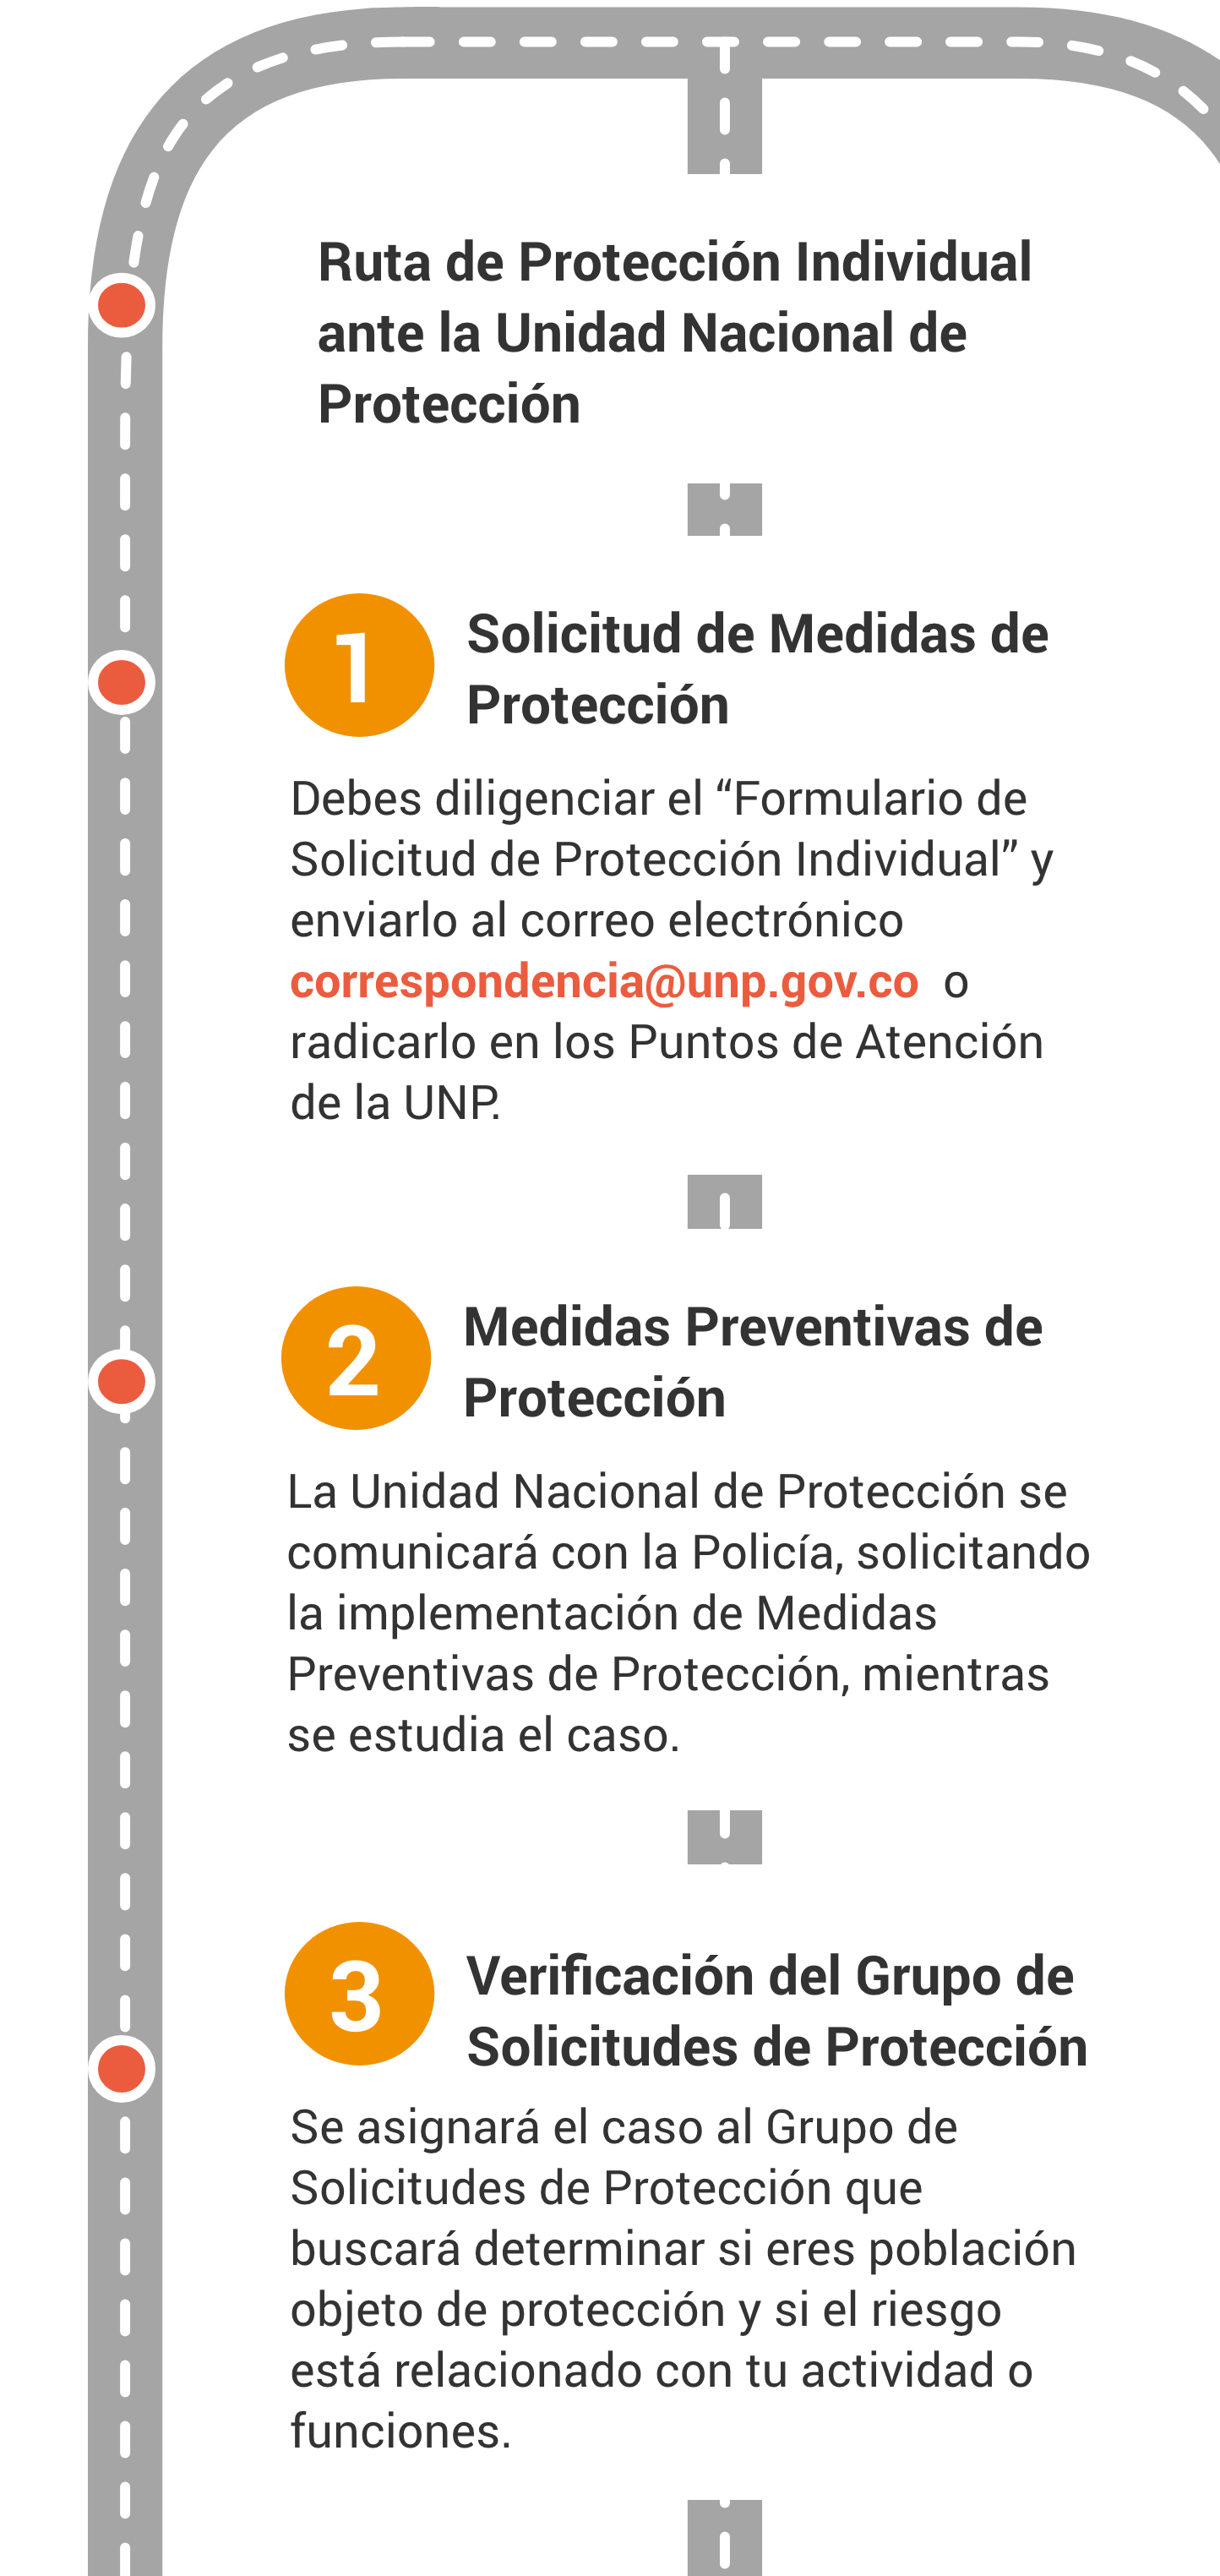 Ruta de Protección Individual
ante la Unidad Nacional de
Protección
1
Solicitud de Medidas de
Protección
Debes diligenciar el “Formulario de
Solicitud de Protección Individual” y
enviarlo al correo electrónico
correspondencia@unp.gov.co o
radicarlo en los Puntos de Atención
de la UNP.
2
Medidas Preventivas de
Protección
La Unidad Nacional de Protección se
comunicará con la Policía, solicitando
la implementación de Medidas
Preventivas de Protección, mientras
se estudia el caso.
3
Verificación del Grupo de
Solicitudes de Protección
Se asignará el caso al Grupo de
Solicitudes de Protección que
buscará determinar si eres población
objeto de protección y si el riesgo
está relacionado con tu actividad o
funciones.